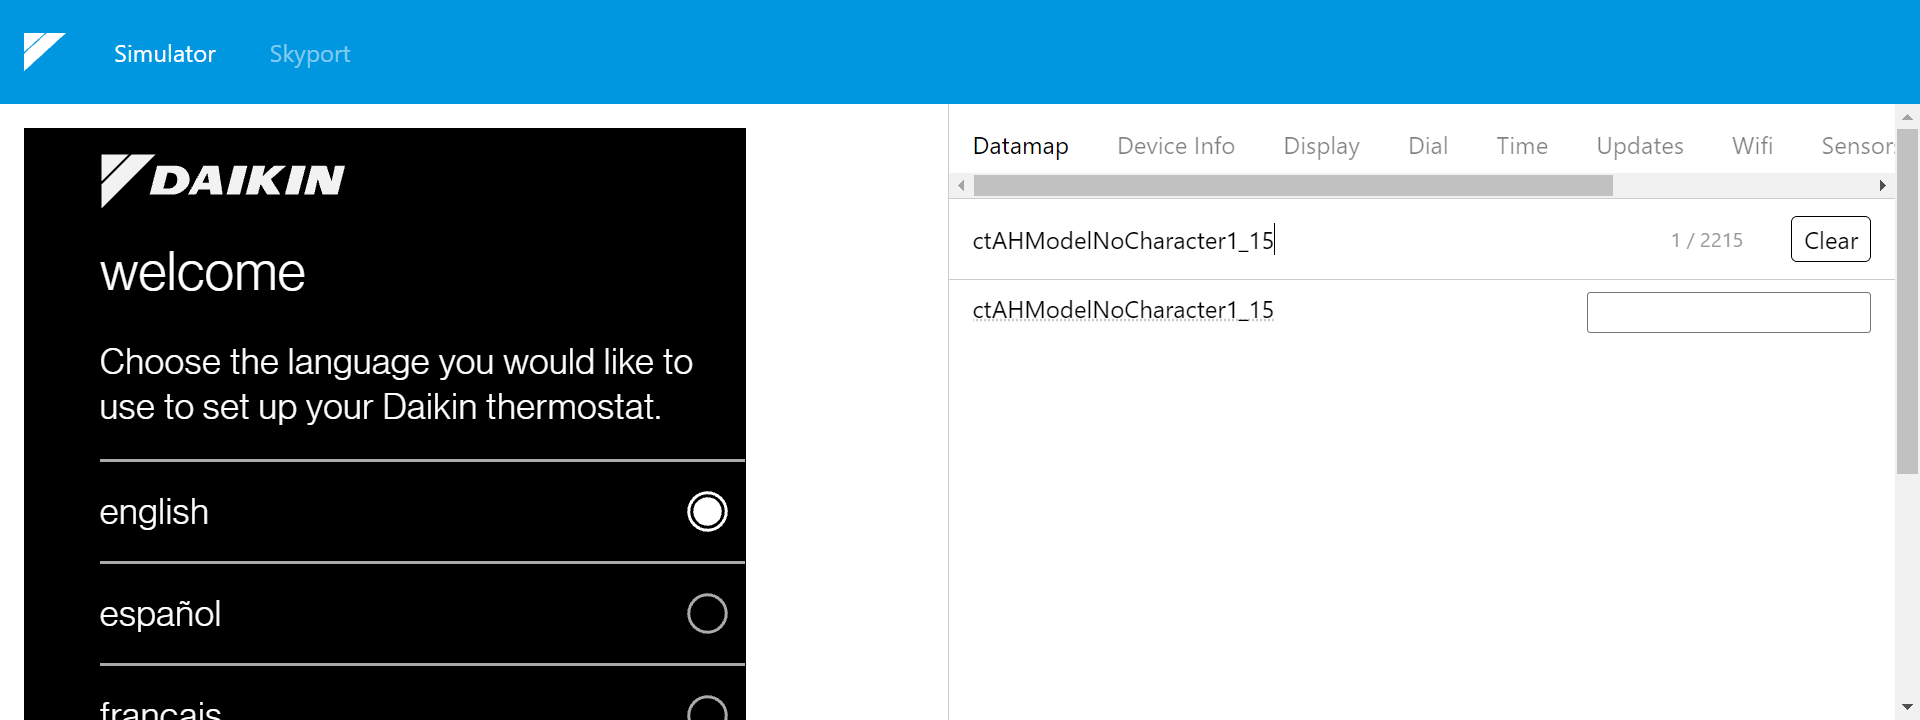 Simulator
Skyport
DAIKIN
welcome
Choose the language you would like to
use to set up your Daikin thermostat.
english
español
français
Datamap
Device Info
Display
Dial
Time
Updates
Wifi
Sensors
ctAHModelNoCharacter1_15
1 / 2215
Clear
ctAHModelNoCharacter1_15